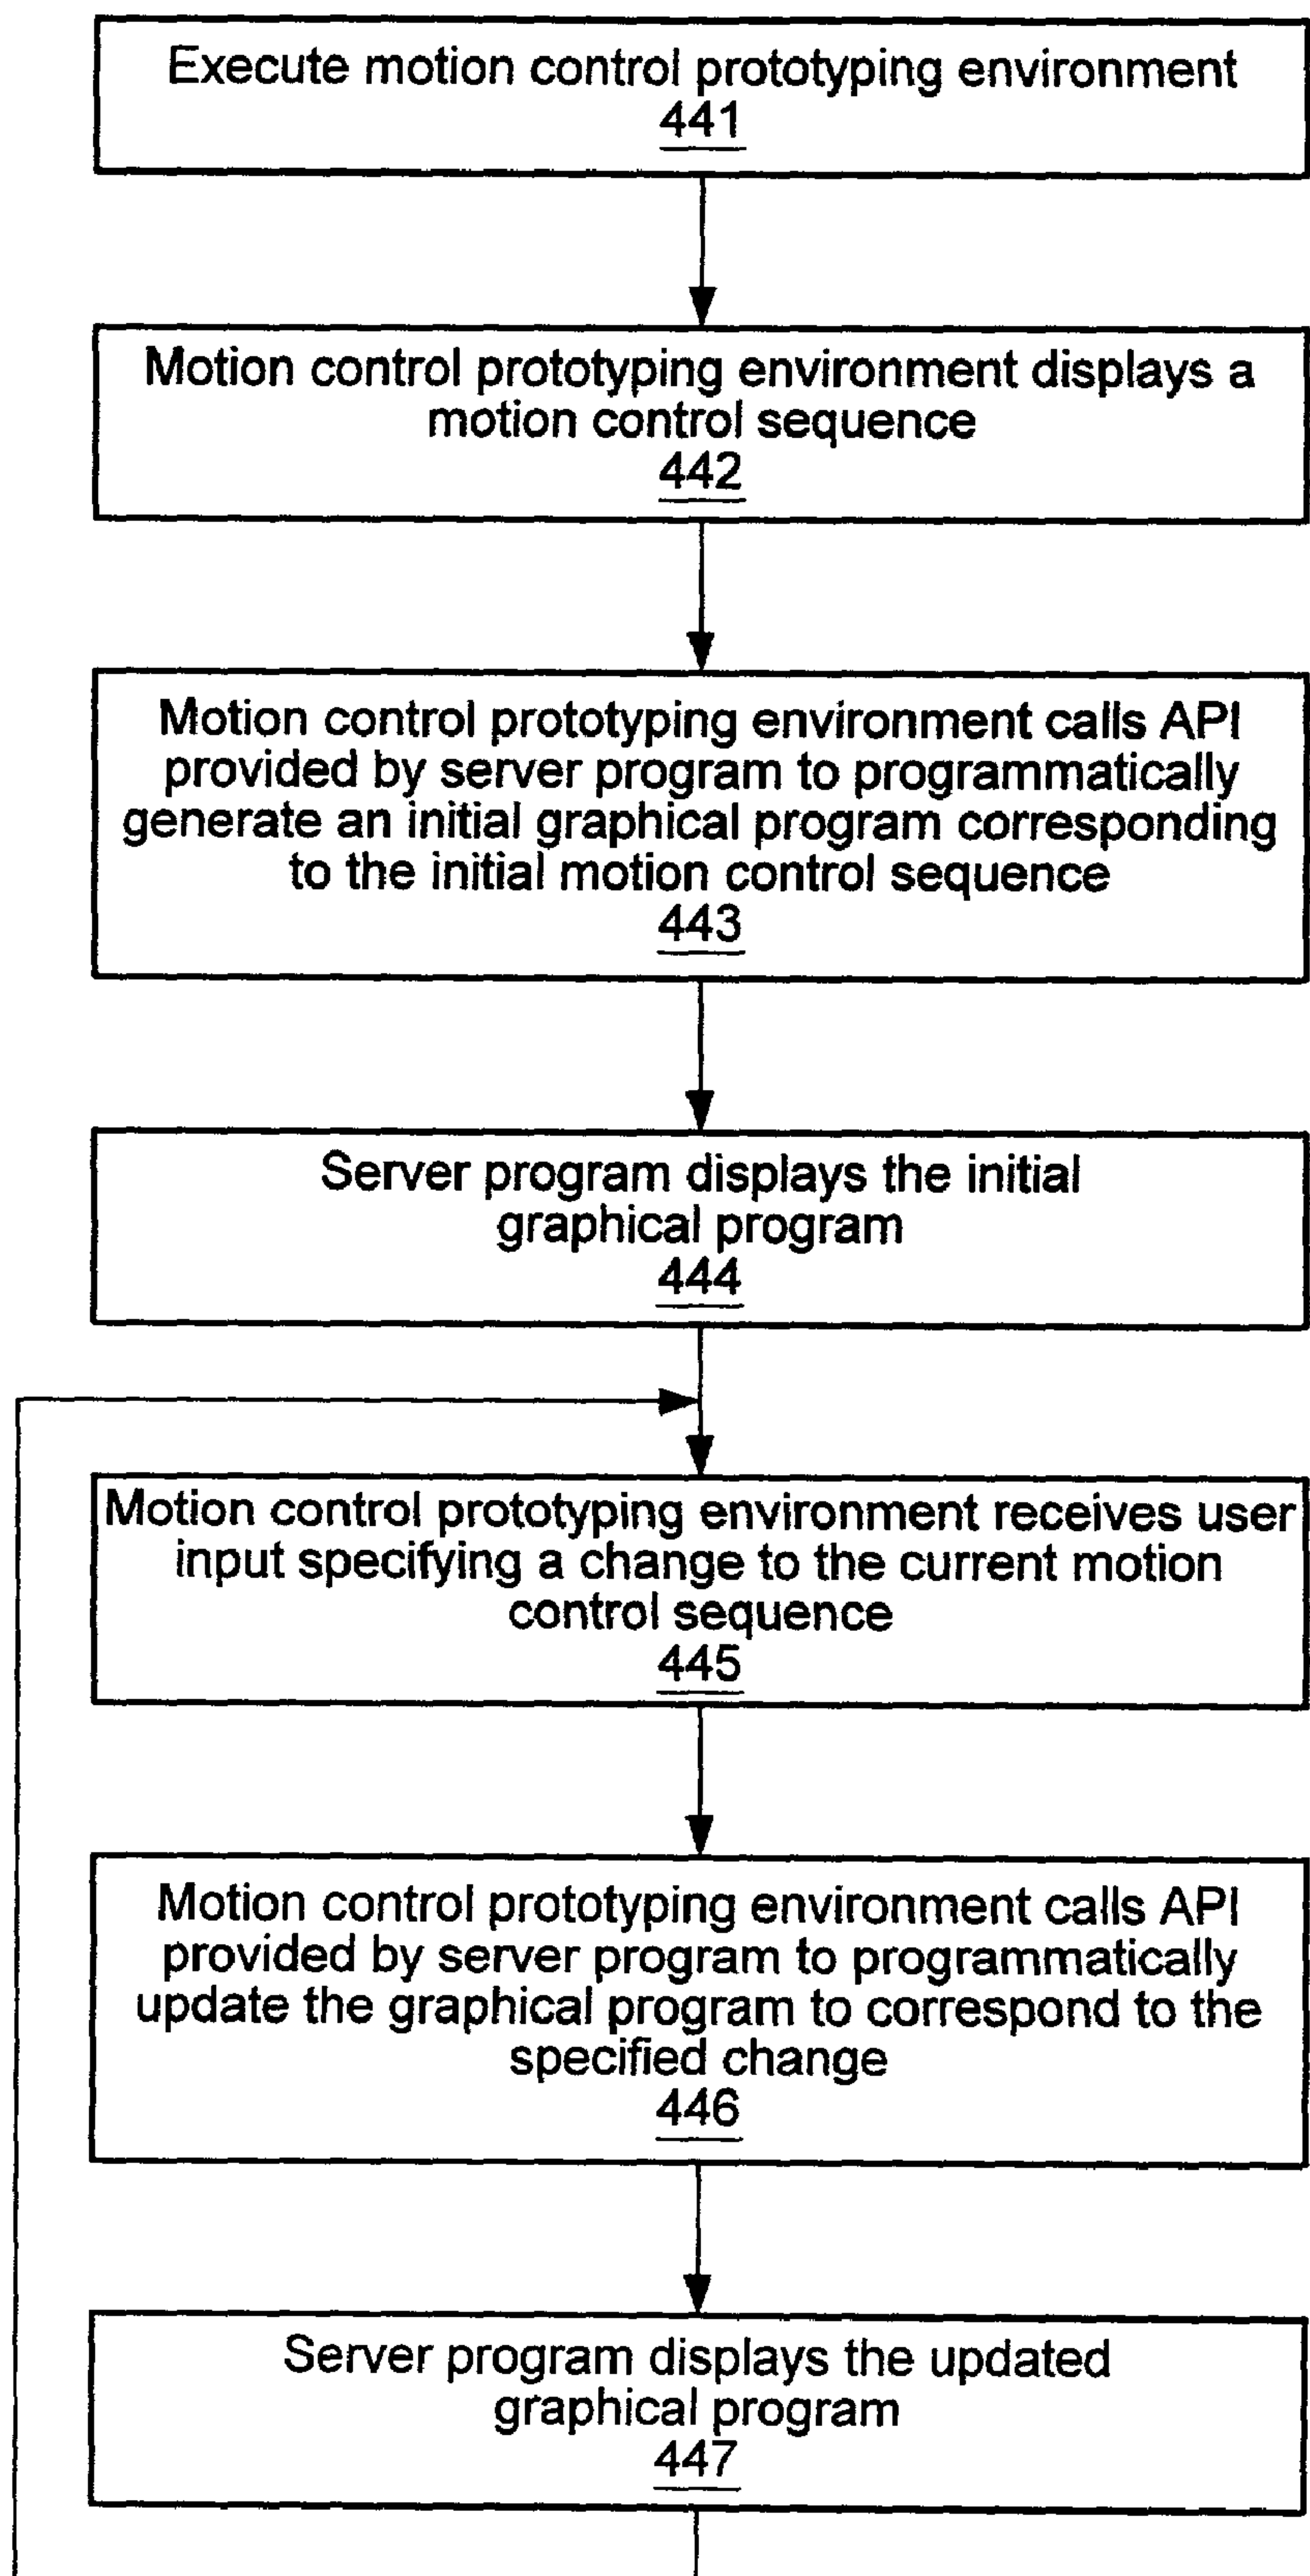 Execute motion control prototyping environment
441
Motion control prototyping environment displays a
motion control sequence
442
Motion control prototyping environment calls API
provided by server program to programmatically
generate an initial graphical program corresponding
to the initial motion control sequence
443
Server program displays the initial
graphical program
444
Motion control prototyping environment receives user
input specifying a change to the current motion
control sequence
445
Motion control prototyping environment calls API
provided by server program to programmatically
update the graphical program to correspond to the
specified change
446
Server program displays the updated
graphical program
447